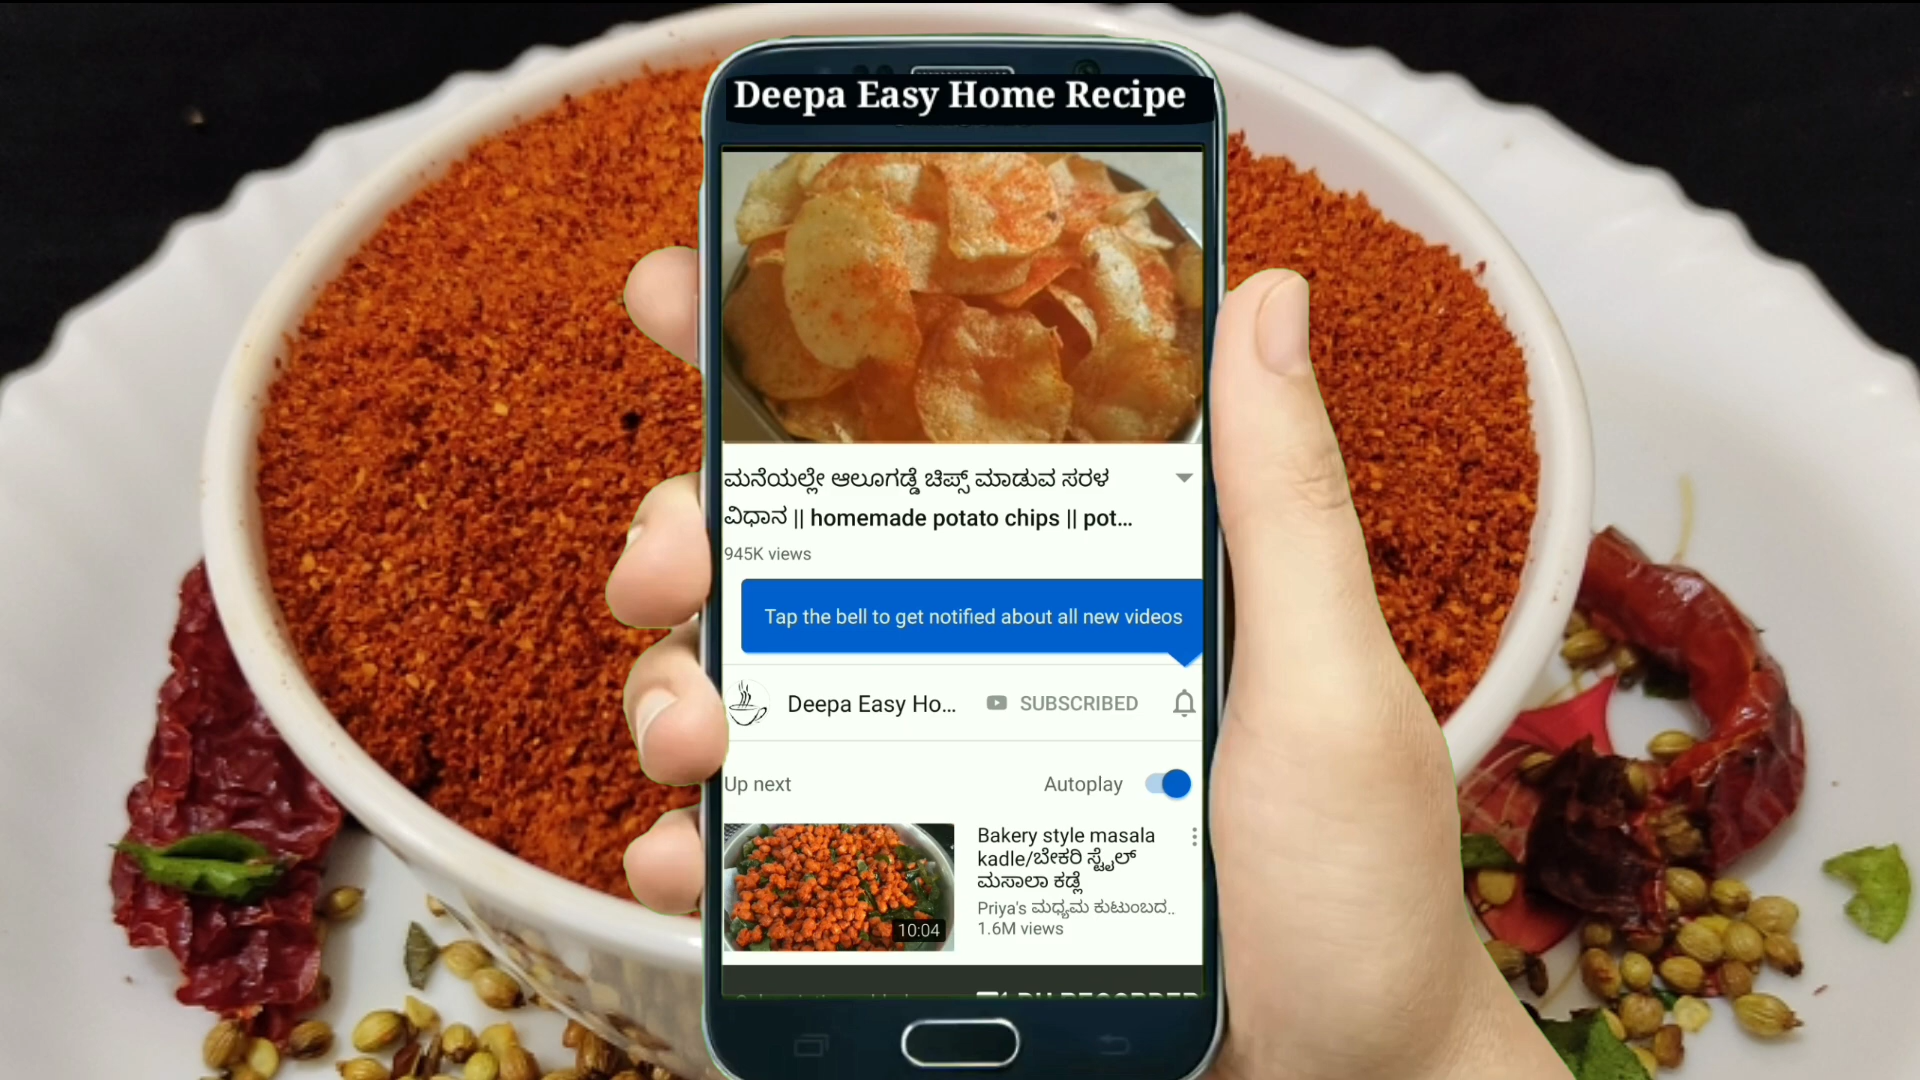 Deepa Easy Home Recipe
ಮನೆಯಲ್ಲೇ ಆಲೂಗಡ್ಡೆ ಚಿಪ್ಸ್ ಮಾಡುವ ಸರಳ
ವಿಧಾನ || homemade potato chips || pot...
945K views
Tap the bell to get notified about all new videos
Deepa Easy Ho...
SUBSCRIBED
Up next
Autoplay
Bakery style masala
kadle/ಬೇಕರಿ ಸ್ಟೈಲ್
ಮಸಾಲಾ ಕಡ್ಲೆ
Priya's ಮಧ್ಯಮ ಕುಟುಂಬದ..
1.6M views
10:04